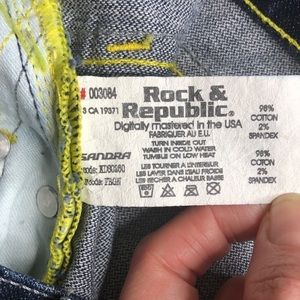 # 003084
S CA 19371
Rock &
Republic®
Digitally mastered in the USA
FABRIQUER AU E.U.
98%
COTTON
2%
SPANDEX
SANDRA
TURN INSIDE OUT
WASH IN COLD WATER
TUMBLE ON LOW HEAT
LES TOURNER A L'INTERIEUR
LES LAVER DANS L'EAU FROIDE
LES RECHER A CHALEUR BASSE
98%
COTTON
2%
SPANDEX